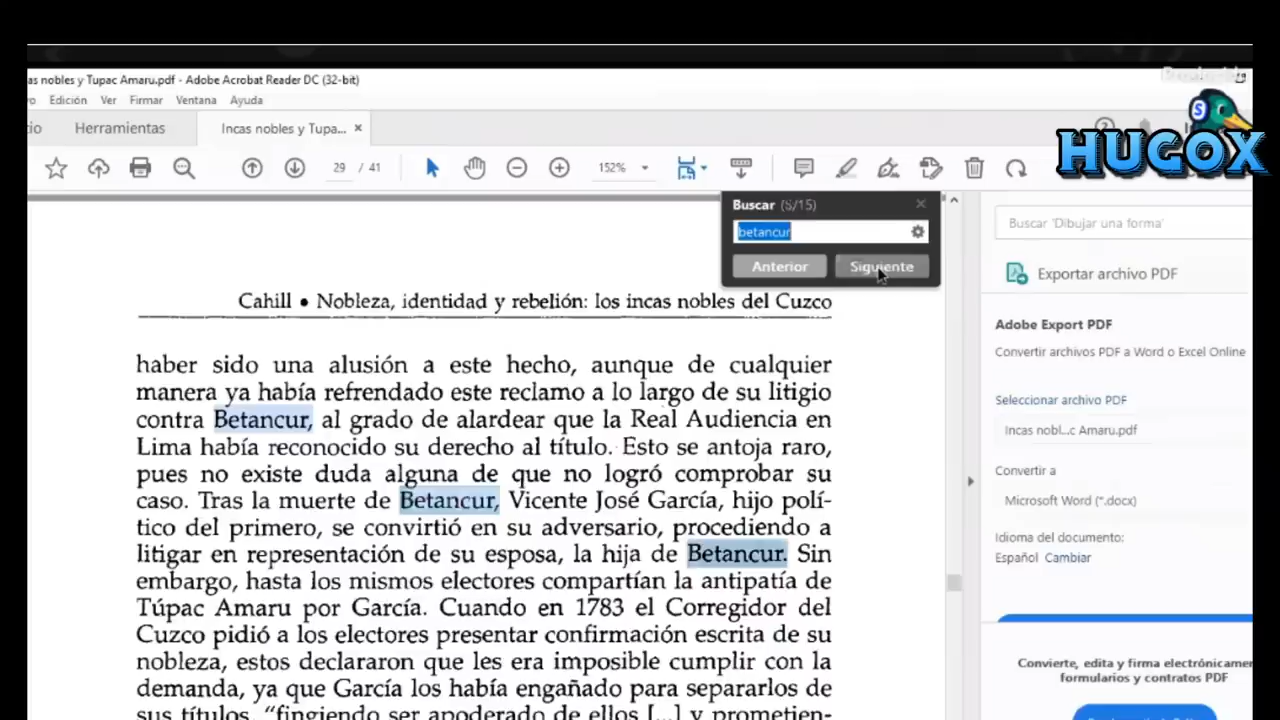 as nobles y Tupac Amaru.pdf - Adobe Acrobat Reader DC (32-bit)
Edición Ver Firmar Ventana Ayuda
Herramientas Incas nobles y Tupa... ×
29 / 41 152%
HUGOX
Buscar (5/15)
betancur
Anterior Siguiente
Buscar 'Dibujar una forma'
Exportar archivo PDF
Adobe Export PDF
Convertir archivos PDF a Word o Excel Online
Seleccionar archivo PDF
Incas nobl...c Amaru.pdf
Convertir a
Microsoft Word (*.docx)
Idioma del documento:
Español Cambiar
Convierte, edita y firma electrónicamen
formularios y contratos PDF
Cahill • Nobleza, identidad y rebelión: los incas nobles del Cuzco
haber sido una alusión a este hecho, aunque de cualquier
manera ya había refrendado este reclamo a lo largo de su litigio
contra Betancur, al grado de alardear que la Real Audiencia en
Lima había reconocido su derecho al título. Esto se antoja raro,
pues no existe duda alguna de que no logró comprobar su
caso. Tras la muerte de Betancur, Vicente José García, hijo polí-
tico del primero, se convirtió en su adversario, procediendo a
litigar en representación de su esposa, la hija de Betancur. Sin
embargo, hasta los mismos electores compartían la antipatía de
Túpac Amaru por García. Cuando en 1783 el Corregidor del
Cuzco pidió a los electores presentar confirmación escrita de su
nobleza, estos declararon que les era imposible cumplir con la
demanda, ya que García los había engañado para separarlos de
sus títulos, "fingiendo ser apoderado de ellos [...] y prometien-